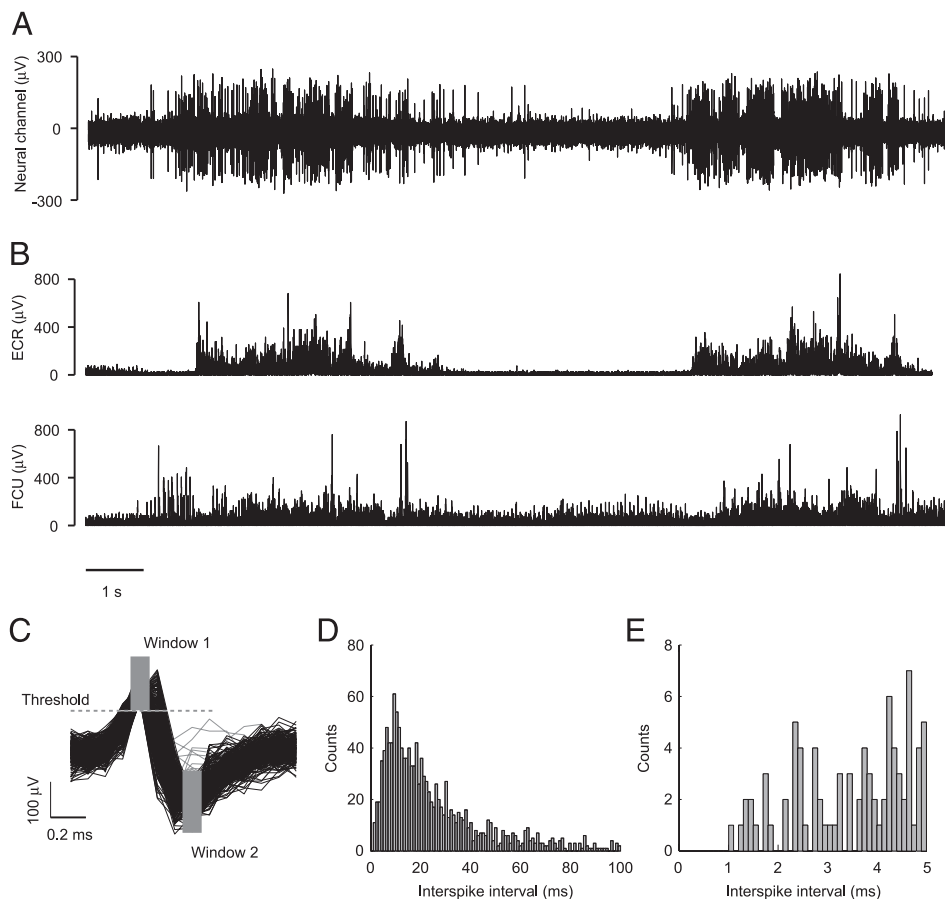 A
Neural channel (μV)
300
0
-300
B
ECR (μV)
800
400
0
FCU (μV)
800
400
0
1 s
C
Window 1
Threshold
100 μV
0.2 ms
Window 2
D
Counts
80
60
40
20
0
0 20 40 60 80 100
Interspike interval (ms)
E
Counts
8
6
4
2
0
0 1 2 3 4 5
Interspike interval (ms)